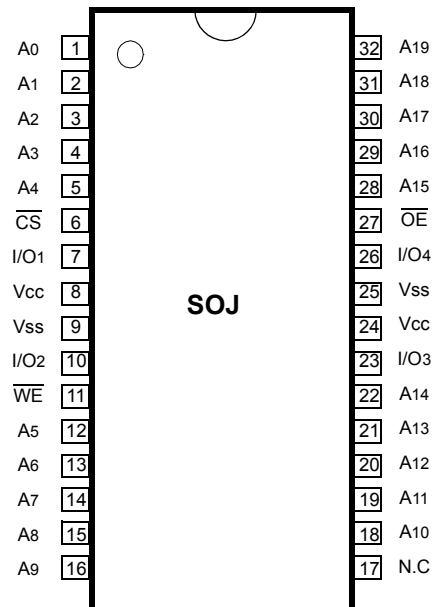 A0 1 32 A19
A1 2 31 A18
A2 3 30 A17
A3 4 29 A16
A4 5 28 A15
C̅S̅ 6 27 O̅E̅
I/O1 7 26 I/O4
Vcc 8 25 Vss
SOJ
Vss 9 24 Vcc
I/O2 10 23 I/O3
W̅E̅ 11 22 A14
A5 12 21 A13
A6 13 20 A12
A7 14 19 A11
A8 15 18 A10
A9 16 17 N.C